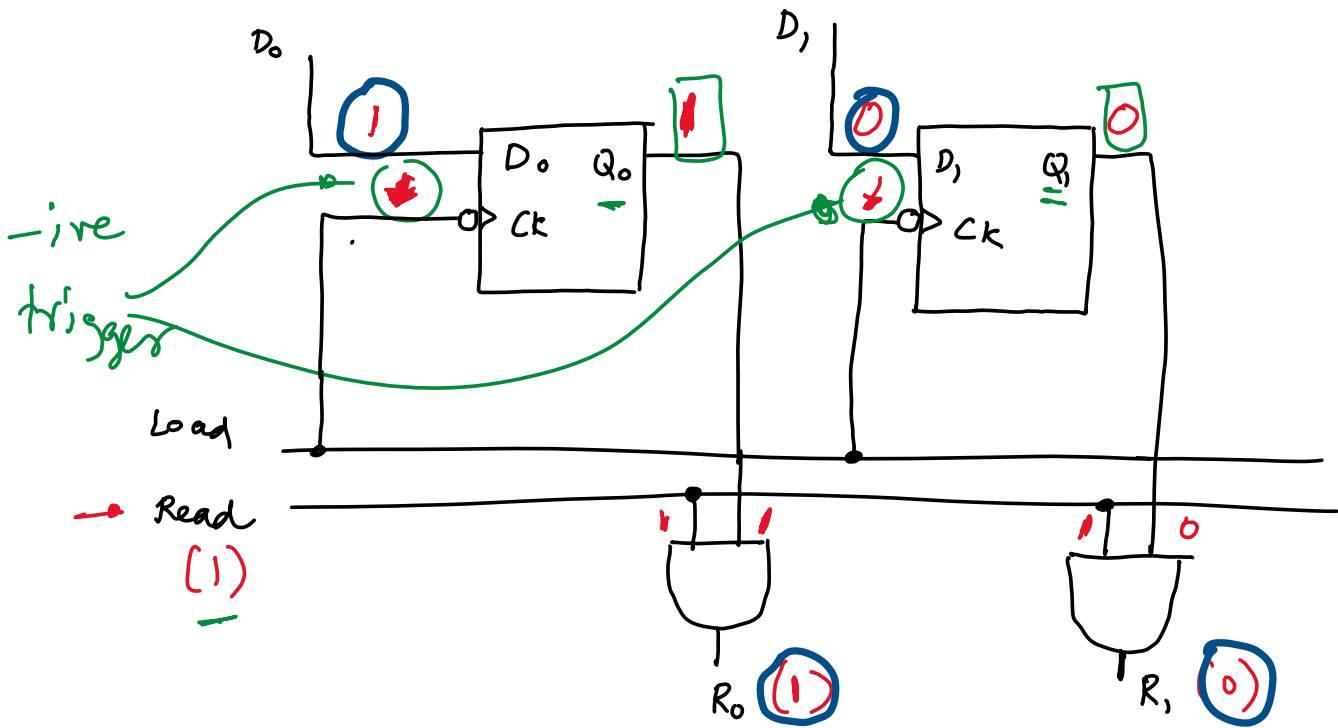 D₀ D₁
1 1 0 0
D₀ Q₀ D₁ Q₁
Ck Ck
-ive
trigger
Load
Read
(1)
1 1 1 0
R₀ (1) R₁ (0)